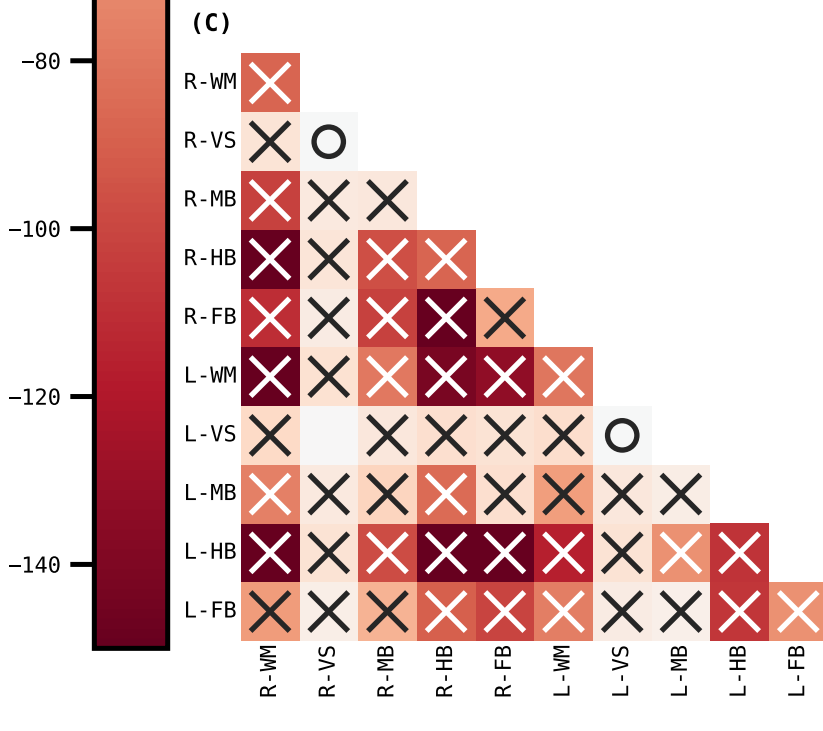 (C)
−80
−100
−120
−140
R-WM
R-VS
R-MB
R-HB
R-FB
L-WM
L-VS
L-MB
L-HB
L-FB
R-WM
R-VS
R-MB
R-HB
R-FB
L-WM
L-VS
L-MB
L-HB
L-FB